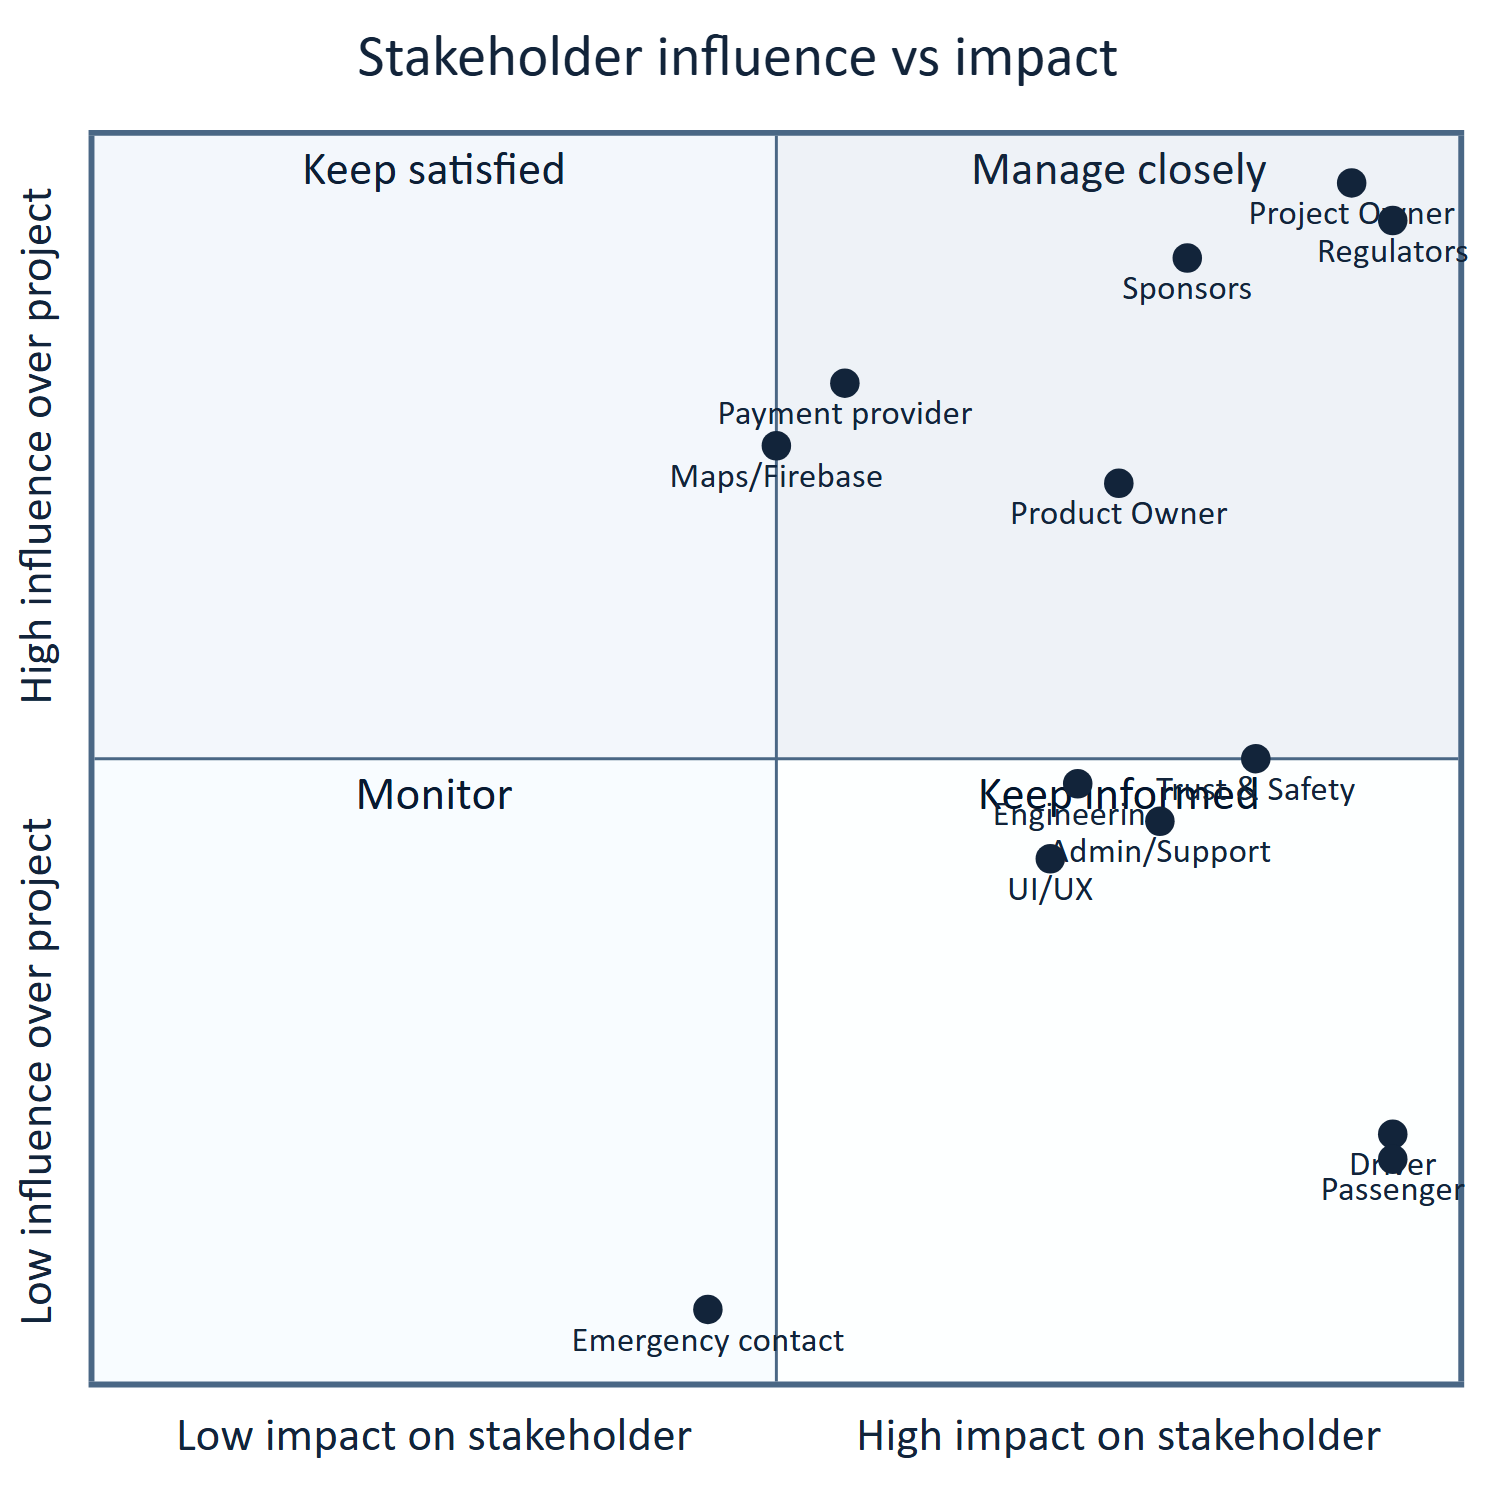 Stakeholder influence vs impact
Keep satisfied
Manage closely
Project Owner
Regulators
Sponsors
Payment provider
Maps/Firebase
Product Owner
High influence over project
Monitor
Keep informed
Trust & Safety
Engineering
Admin/Support
UI/UX
Driver
Passenger
Emergency contact
Low influence over project
Low impact on stakeholder
High impact on stakeholder